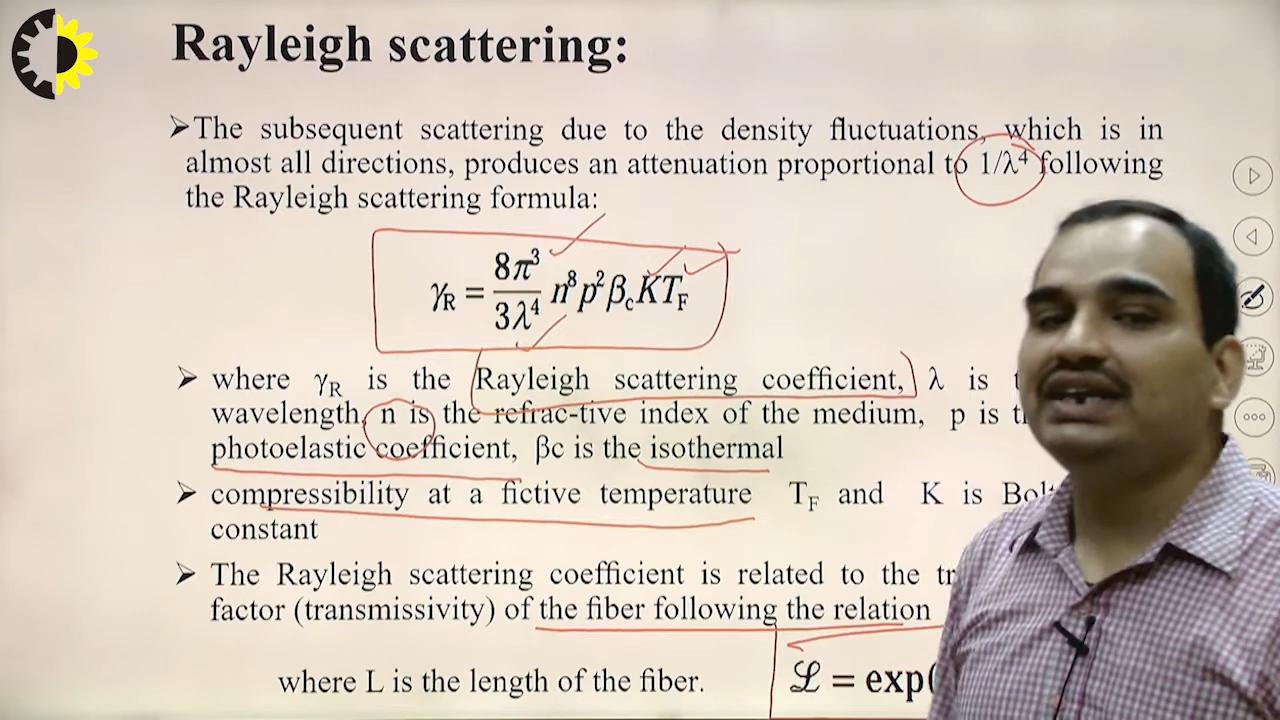 Rayleigh scattering:
➤The subsequent scattering due to the density fluctuations, which is in
almost all directions, produces an attenuation proportional to 1/λ⁴ following
the Rayleigh scattering formula:
γ_R = 8π³/3λ⁴ n⁸p²β_cKT_F
➤ where γ_R is the Rayleigh scattering coefficient, λ is
wavelength, n is the refrac-tive index of the medium, p is
photoelastic coefficient, βc is the isothermal
➤ compressibility at a fictive temperature T_F and K is
constant
➤ The Rayleigh scattering coefficient is related to the
factor (transmissivity) of the fiber following the relation
where L is the length of the fiber. ℒ = exp(